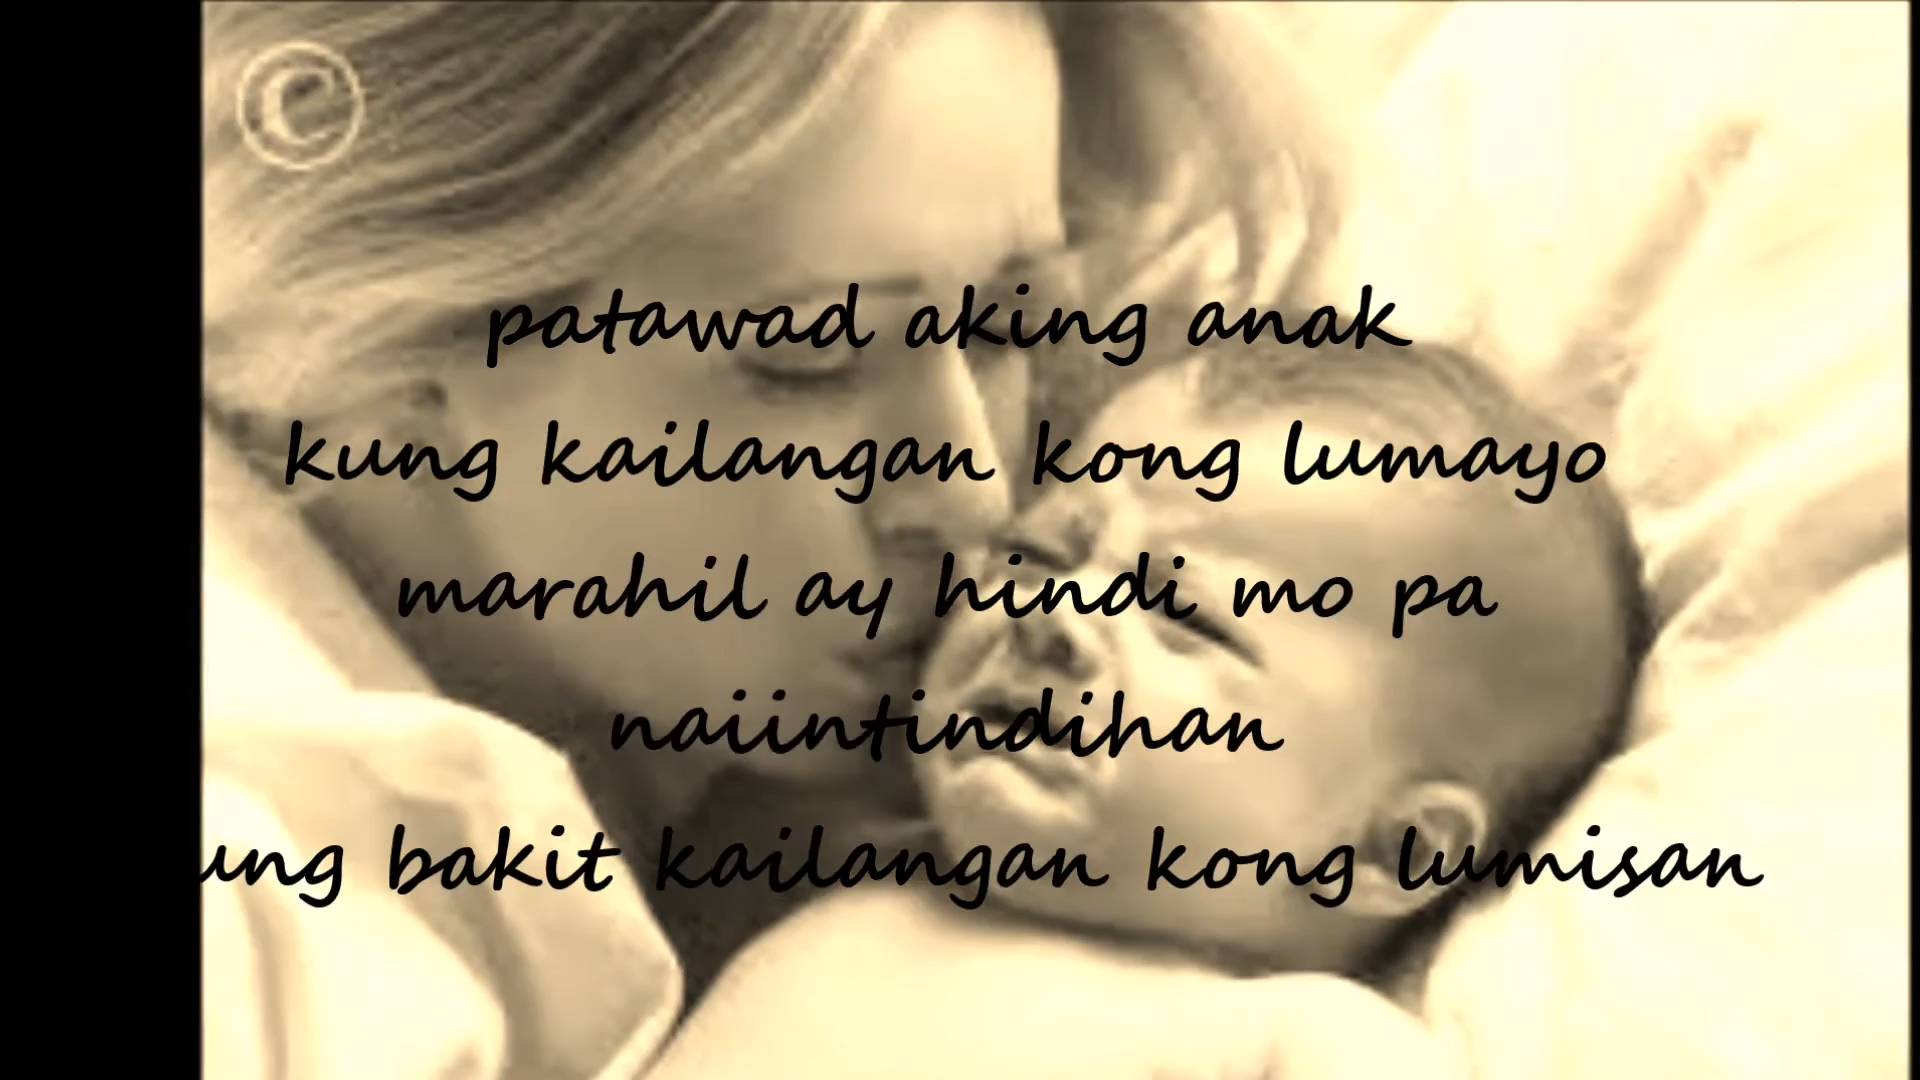 ©
patawad aking anak
kung kailangan kong lumayo
marahil ay hindi mo pa
naiintindihan
ung bakit kailangan kong lumisan